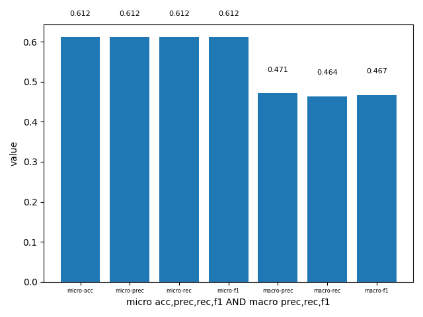 0.612 0.612 0.612 0.612
0.471 0.464 0.467
0.6
0.5
0.4
0.3
0.2
0.1
0.0
value
micro-acc micro-prec micro-rec micro-f1 macro-prec macro-rec macro-f1
micro acc,prec,rec,f1 AND macro prec,rec,f1